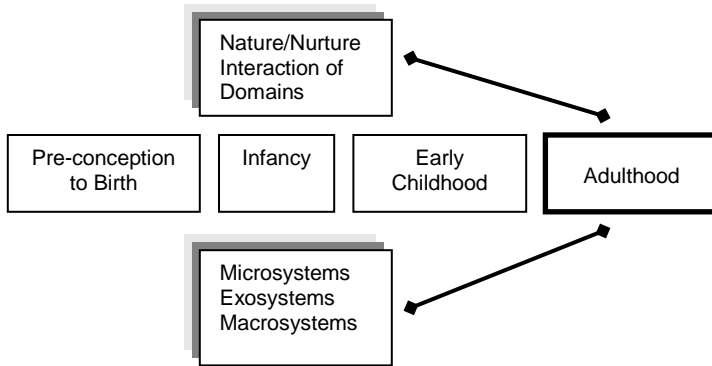 Nature/Nurture
Interaction of
Domains
Pre-conception
to Birth
Infancy
Early
Childhood
Adulthood
Microsystems
Exosystems
Macrosystems